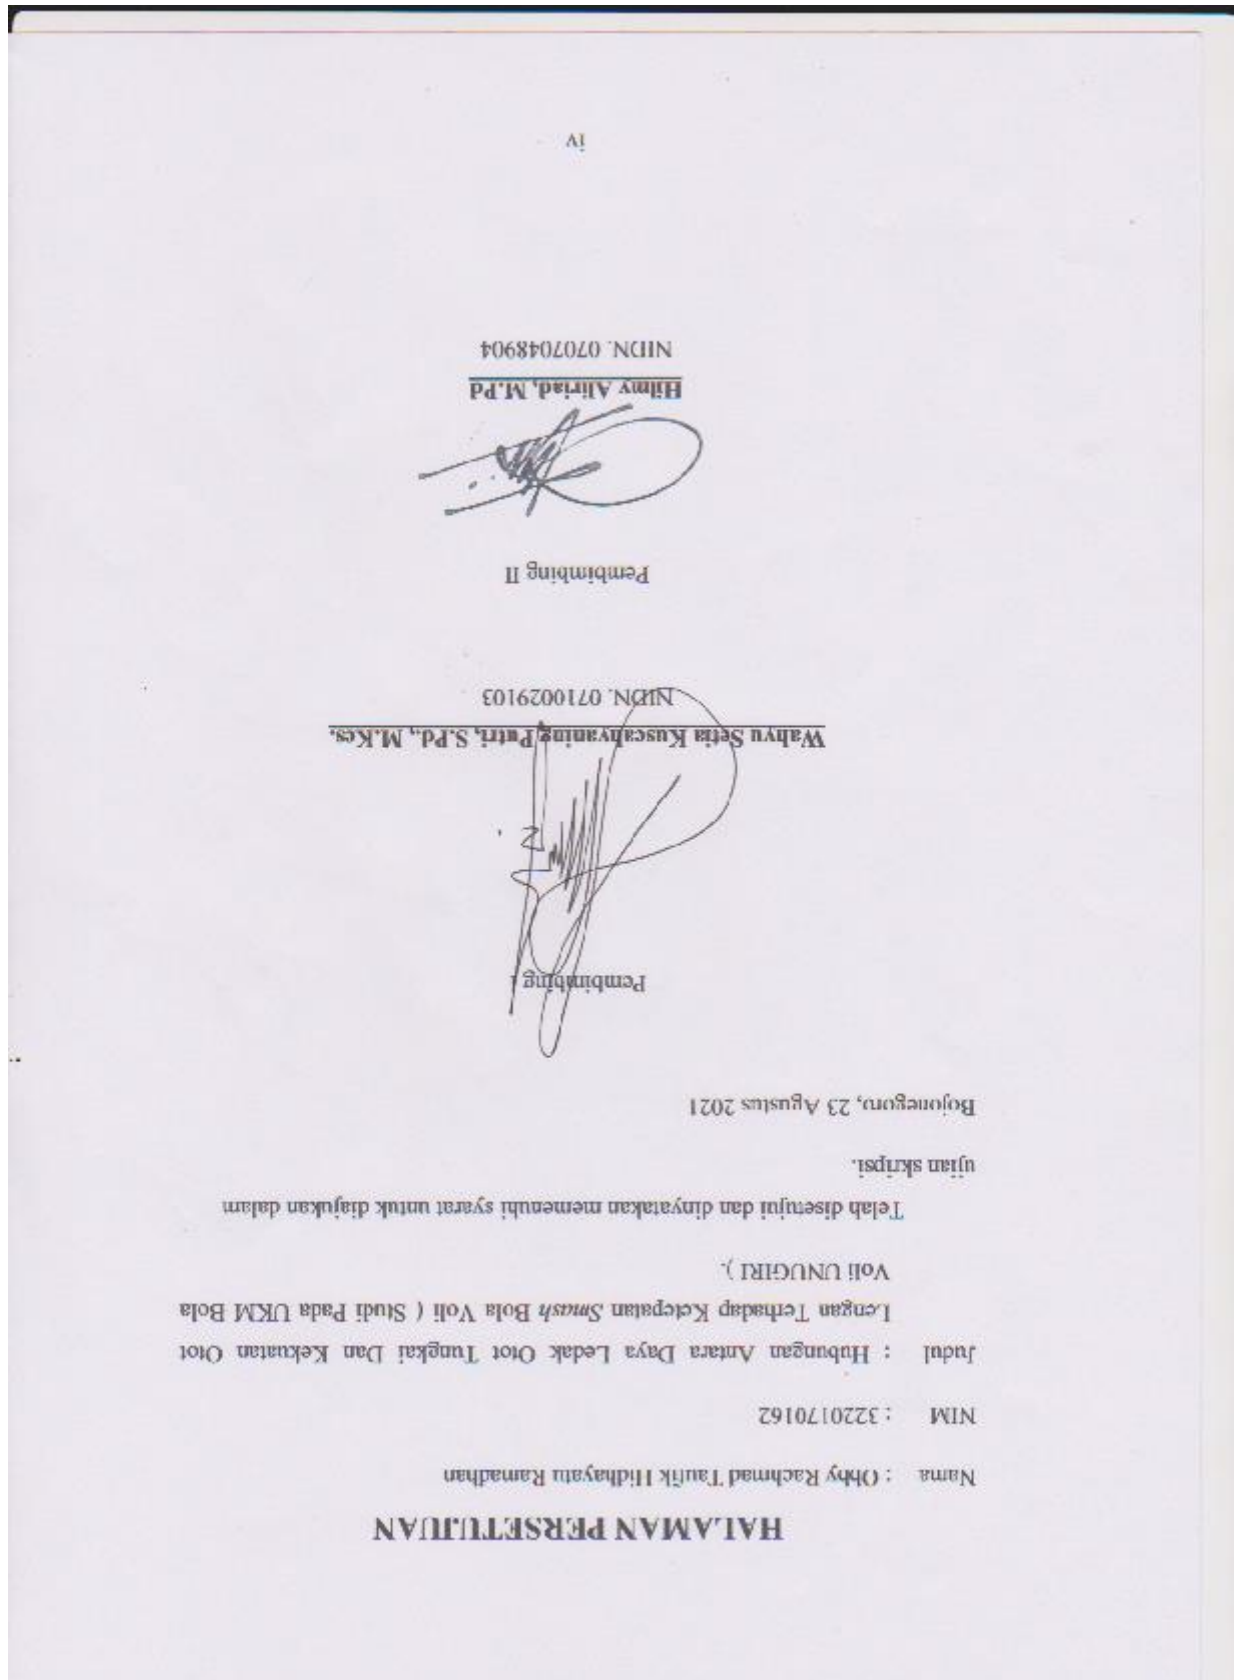 HALAMAN PERSETUJUAN
Nama : Obby Rachmad Taufik Hidhayatu Ramadhan
NIM : 3220170162
Judul : Hubungan Antara Daya Ledak Otot Tungkai Dan Kekuatan Otot
Lengan Terhadap Ketepatan Smash Bola Voli ( Studi Pada UKM Bola
Voli UNUGIRI ).
Telah disetujui dan dinyatakan memenuhi syarat untuk diajukan dalam
ujian skripsi.
Bojonegoro, 23 Agustus 2021
Pembimbing I
Wahyu Setia Kuscahyaning Putri, S.Pd., M.Kes.
NIDN. 0710029103
Pembimbing II
Hilmy Aliriad, M.Pd
NIDN. 0707048904
iv